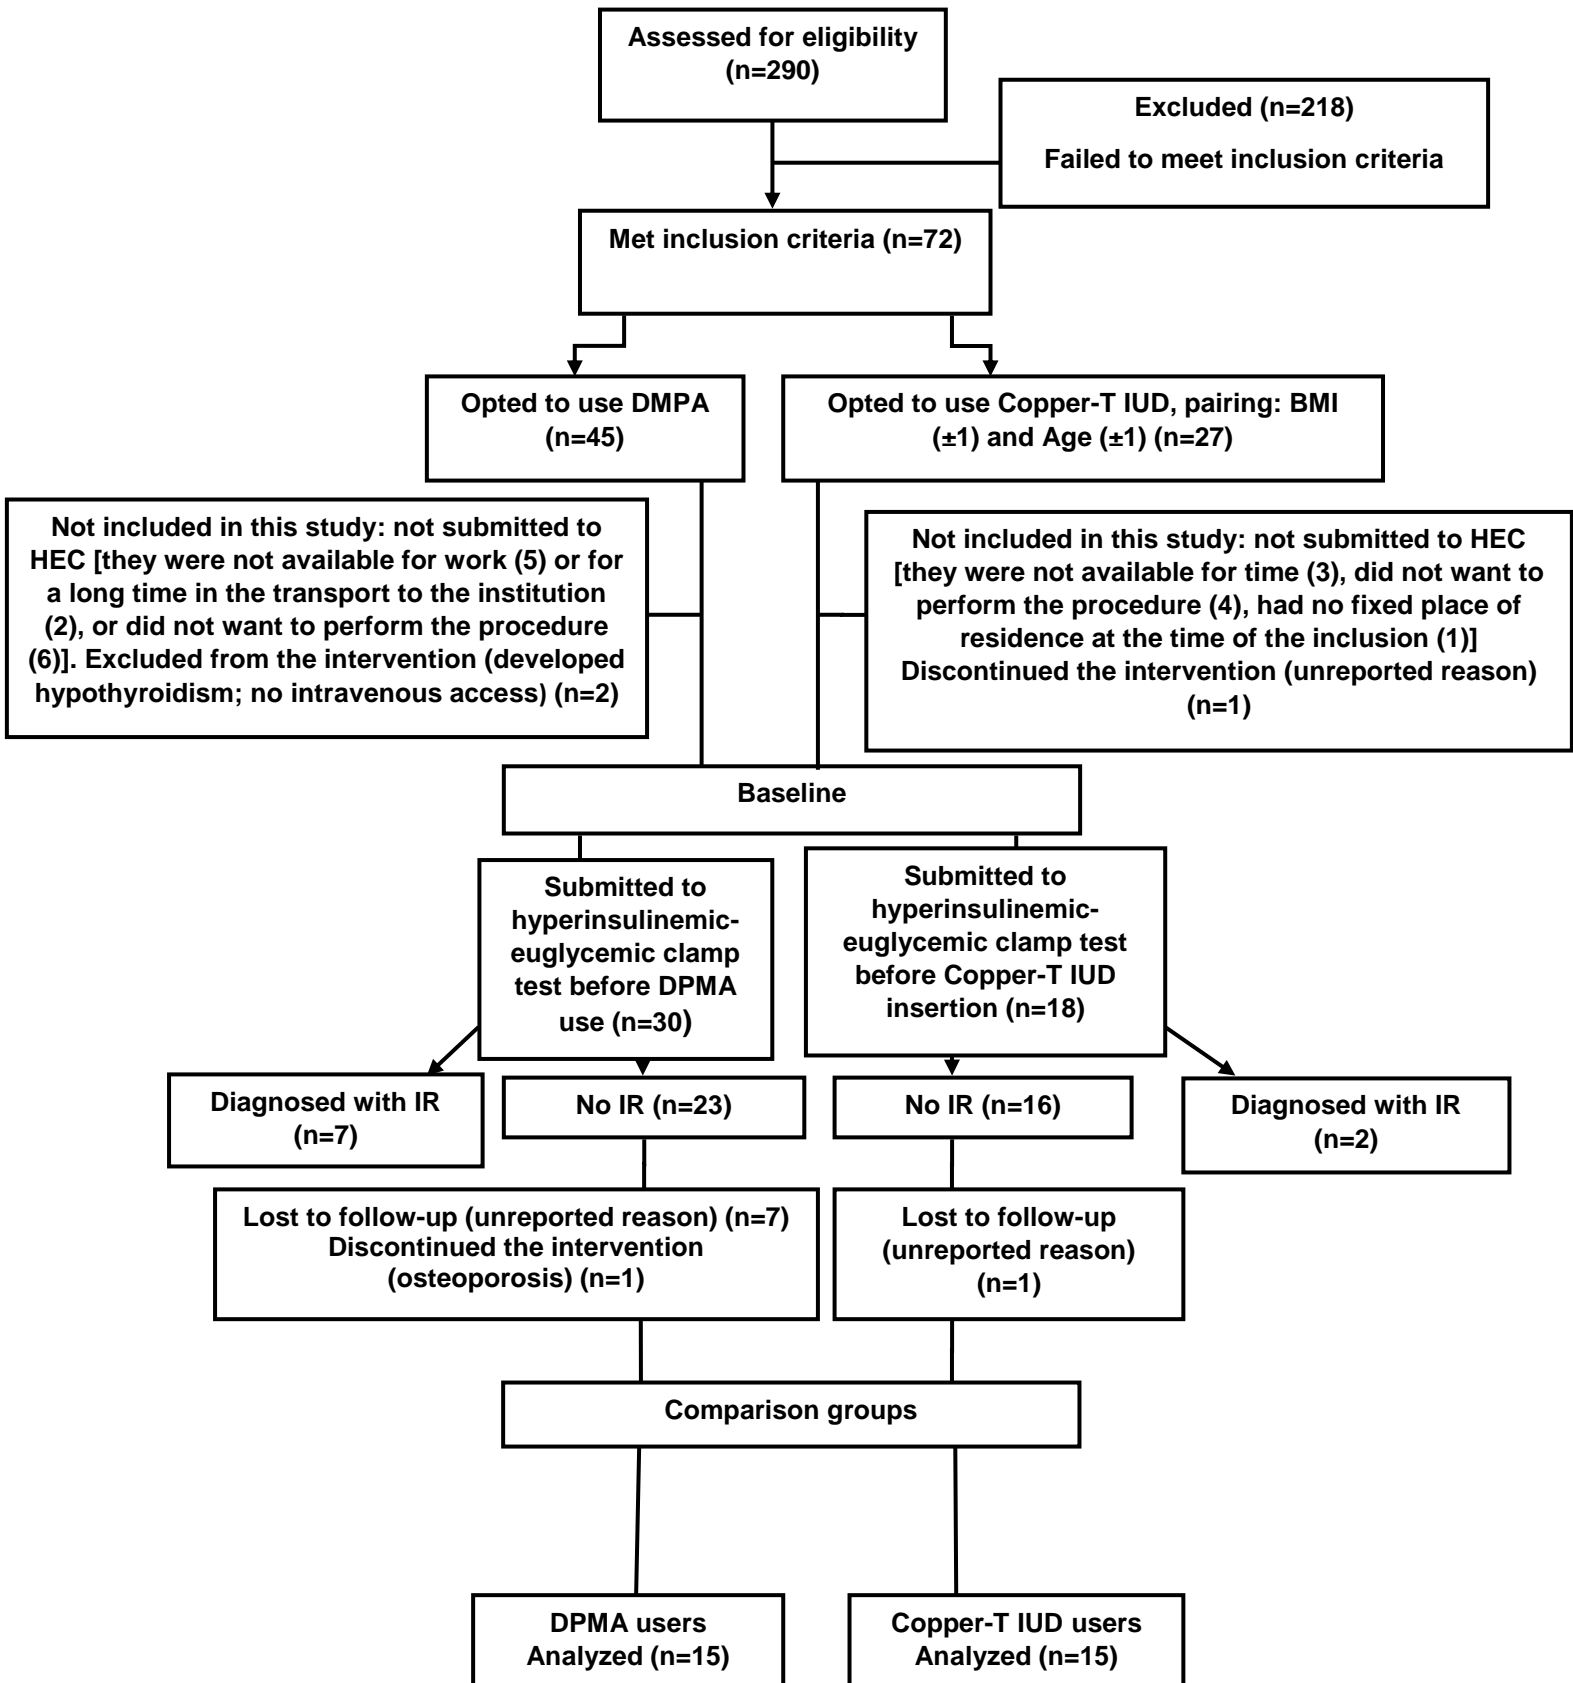 Assessed for eligibility
(n=290)
Excluded (n=218)
Failed to meet inclusion criteria
Met inclusion criteria (n=72)
Opted to use DMPA
(n=45)
Opted to use Copper-T IUD, pairing: BMI
(±1) and Age (±1) (n=27)
Not included in this study: not submitted to
HEC [they were not available for work (5) or for
a long time in the transport to the institution
(2), or did not want to perform the procedure
(6)]. Excluded from the intervention (developed
hypothyroidism; no intravenous access) (n=2)
Not included in this study: not submitted to HEC
[they were not available for time (3), did not want to
perform the procedure (4), had no fixed place of
residence at the time of the inclusion (1)]
Discontinued the intervention (unreported reason)
(n=1)
Baseline
Submitted to
hyperinsulinemic-
euglycemic clamp
test before DPMA
use (n=30)
Submitted to
hyperinsulinemic-
euglycemic clamp test
before Copper-T IUD
insertion (n=18)
Diagnosed with IR
(n=7)
No IR (n=23)
No IR (n=16)
Diagnosed with IR
(n=2)
Lost to follow-up (unreported reason) (n=7)
Discontinued the intervention
(osteoporosis) (n=1)
Lost to follow-up
(unreported reason)
(n=1)
Comparison groups
DPMA users
Analyzed (n=15)
Copper-T IUD users
Analyzed (n=15)